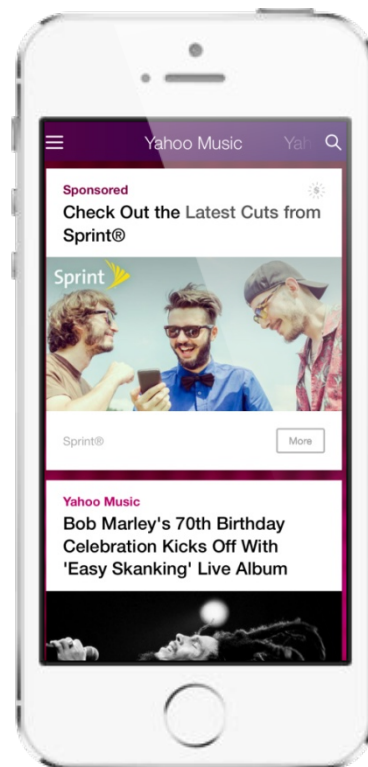 Yahoo Music
Yah
Sponsored
Check Out the Latest Cuts from
Sprint®
Sprint
Sprint®
More
Yahoo Music
Bob Marley's 70th Birthday
Celebration Kicks Off With
'Easy Skanking' Live Album